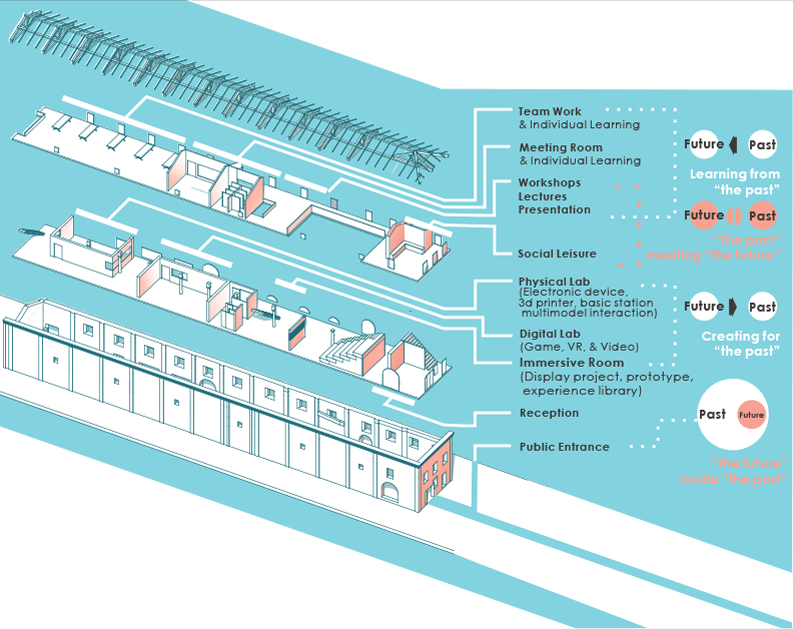 Team Work
& Individual Learning
Meeting Room
& Individual Learning
Workshops
Lectures
Presentation
Social Leisure
Physical Lab
(Electronic device,
3d printer, basic station
multimodel interaction)
Digital Lab
(Game, VR, & Video)
Immersive Room
(Display project, prototype,
experience library)
Reception
Public Entrance
Future Past
Learning from
"the past"
Future Past
"The past"
meeting "the future"
Future Past
Creating for
"the past"
Past Future
"The future"
inside "the past"